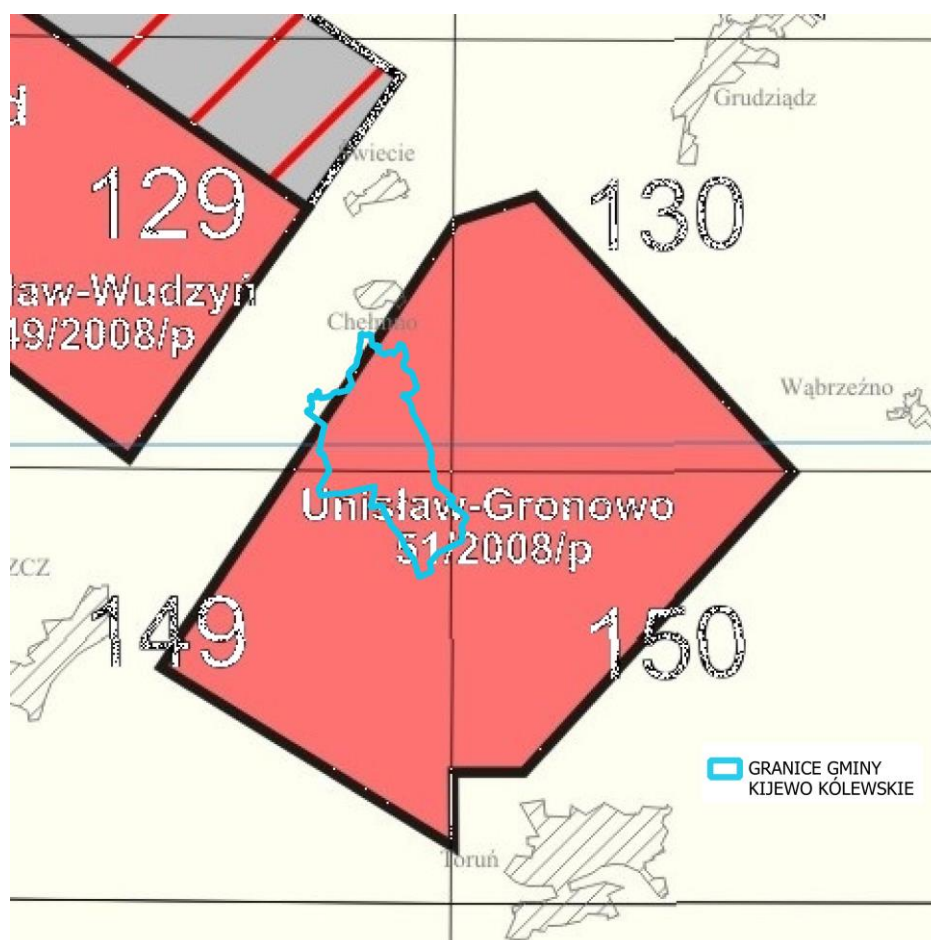 d
Grudziądz
Świecie
129
130
ław-Wudzyń
49/2008/p
Chełmno
Wąbrzeźno
Unisław-Gronowo
51/2008/p
ZCZ
149
150
GRANICE GMINY
KIJEWO KÓLEWSKIE
Toruń